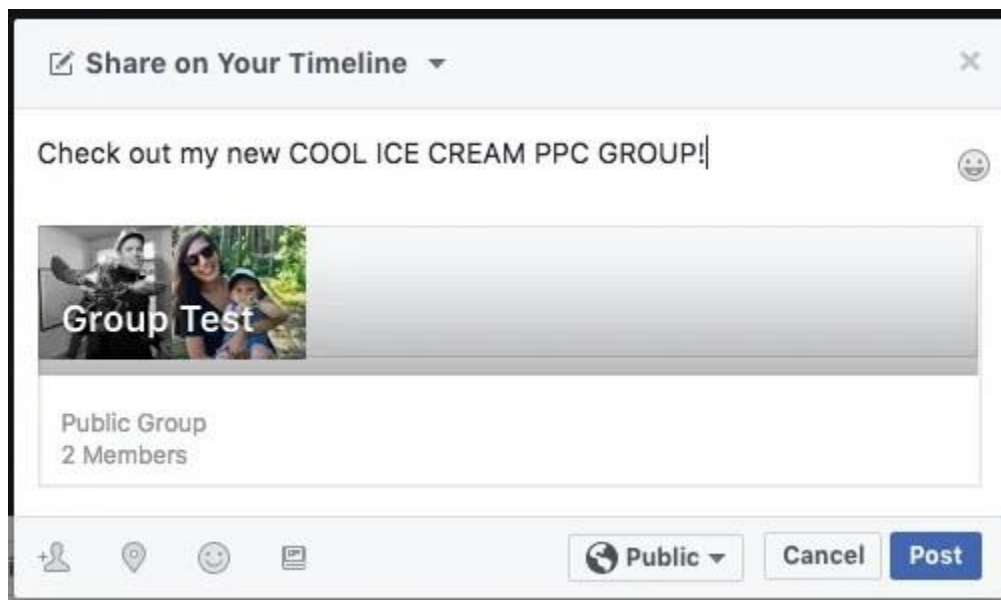 Share on Your Timeline
Check out my new COOL ICE CREAM PPC GROUP!
Group Test
Public Group
2 Members
Public
Cancel
Post